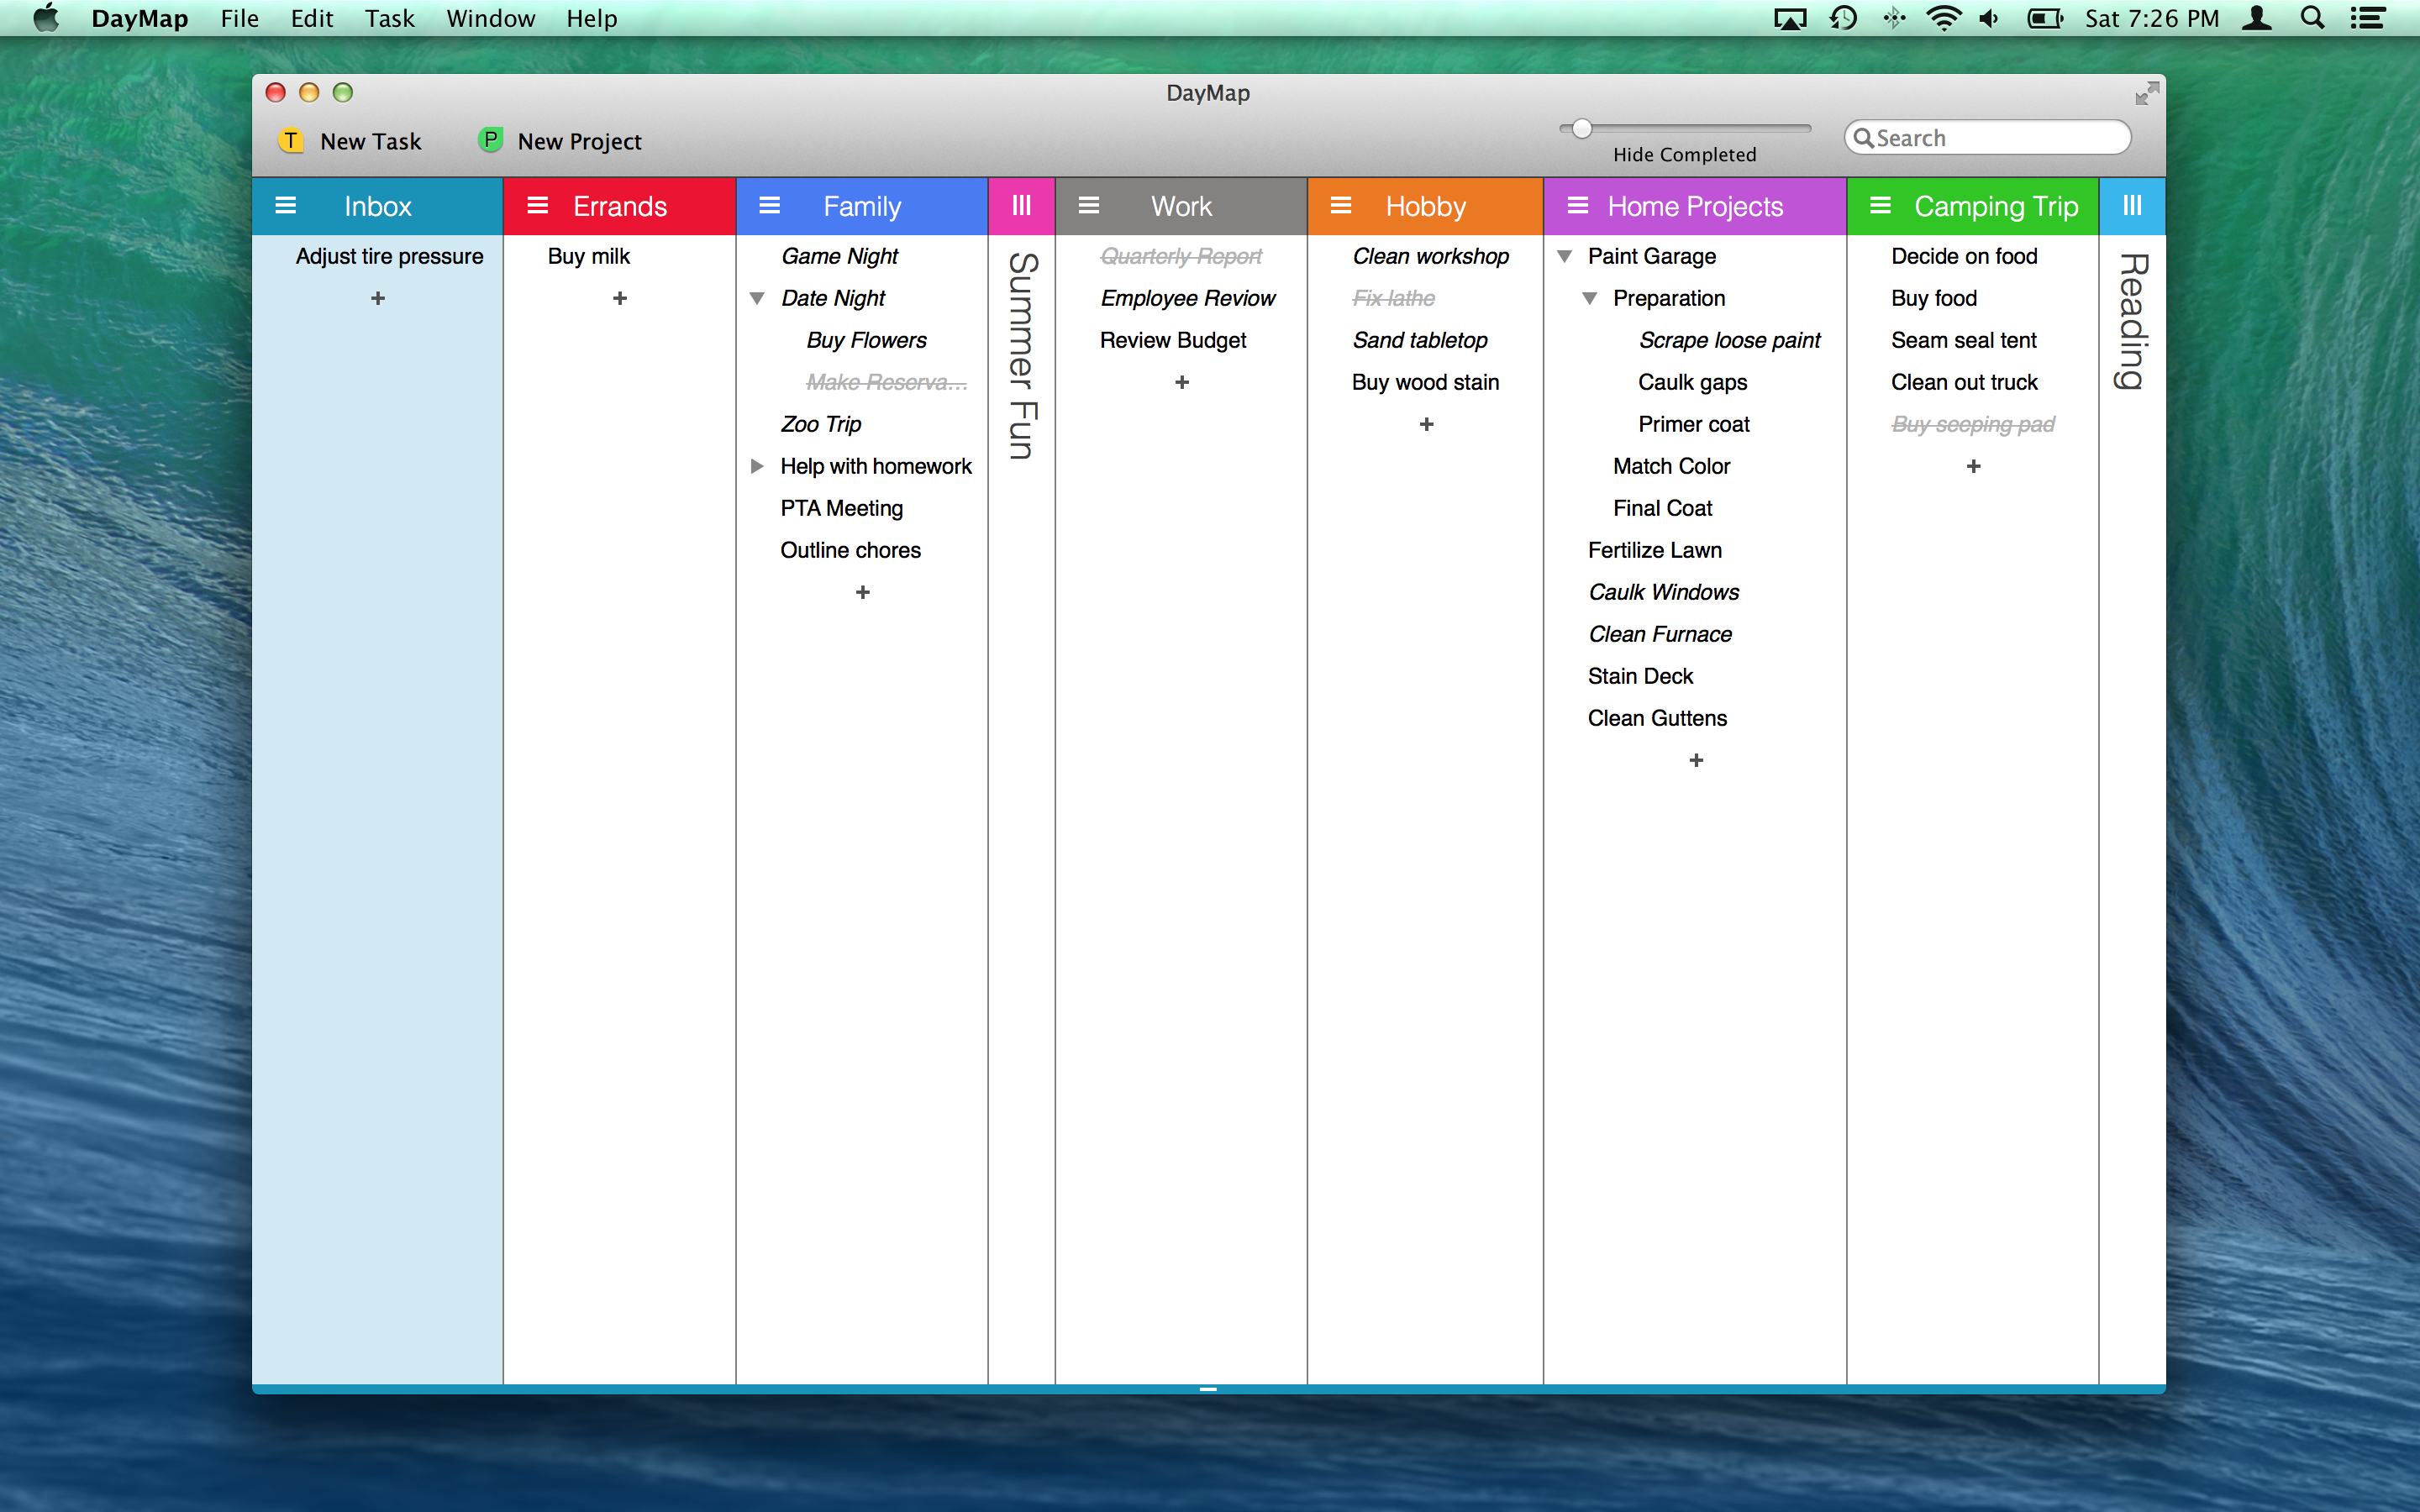 DayMap File Edit Task Window Help Sat 7:26 PM
DayMap
T New Task P New Project Hide Completed Search
Inbox
Adjust tire pressure
+
Errands
Buy milk
+
Family
Game Night
Date Night
Buy Flowers
Make Reserva...
Zoo Trip
Help with homework
PTA Meeting
Outline chores
+
Summer Fun
Work
Quarterly Report
Employee Reviow
Review Budget
+
Hobby
Clean workshop
Fix lathe
Sand tabletop
Buy wood stain
+
Home Projects
Paint Garage
Preparation
Scrape loose paint
Caulk gaps
Primer coat
Match Color
Final Coat
Fertilize Lawn
Caulk Windows
Clean Furnace
Stain Deck
Clean Guttens
+
Camping Trip
Decide on food
Buy food
Seam seal tent
Clean out truck
Buy seeping pad
+
Reading